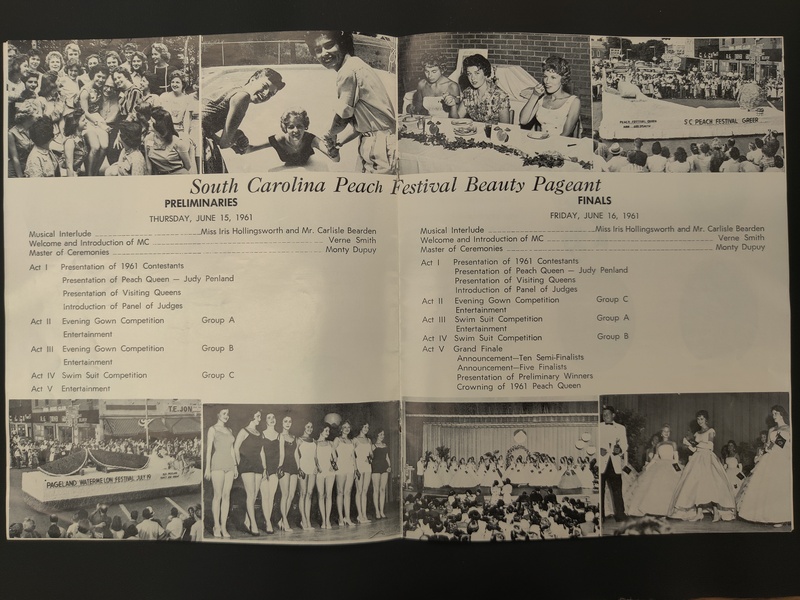 PEACH FESTIVAL
SC PEACH FESTIVAL GREER
South Carolina Peach Festival Beauty Pageant
PRELIMINARIES
THURSDAY, JUNE 15, 1961
Musical Interlude Miss Iris Hollingsworth and Mr. Carlisle Bearden
Welcome and Introduction of MC Verne Smith
Master of Ceremonies Monty Dupuy
Act I Presentation of 1961 Contestants
Presentation of Peach Queen — Judy Penland
Presentation of Visiting Queens
Introduction of Panel of Judges
Act II Evening Gown Competition Group A
Entertainment
Act III Evening Gown Competition Group B
Entertainment
Act IV Swim Suit Competition Group C
Act V Entertainment
FINALS
FRIDAY, JUNE 16, 1961
Musical Interlude Miss Iris Hollingsworth and Mr. Carlisle Bearden
Welcome and Introduction of MC Verne Smith
Master of Ceremonies Monty Dupuy
Act I Presentation of 1961 Contestants
Presentation of Peach Queen — Judy Penland
Presentation of Visiting Queens
Introduction of Panel of Judges
Act II Evening Gown Competition Group C
Entertainment
Act III Swim Suit Competition Group A
Entertainment
Act IV Swim Suit Competition Group B
Act V Grand Finale
Announcement—Ten Semi-Finalists
Announcement—Five Finalists
Presentation of Preliminary Winners
Crowning of 1961 Peach Queen
T.E. JON
PAGELAND WATERMELON FESTIVAL JULY 19